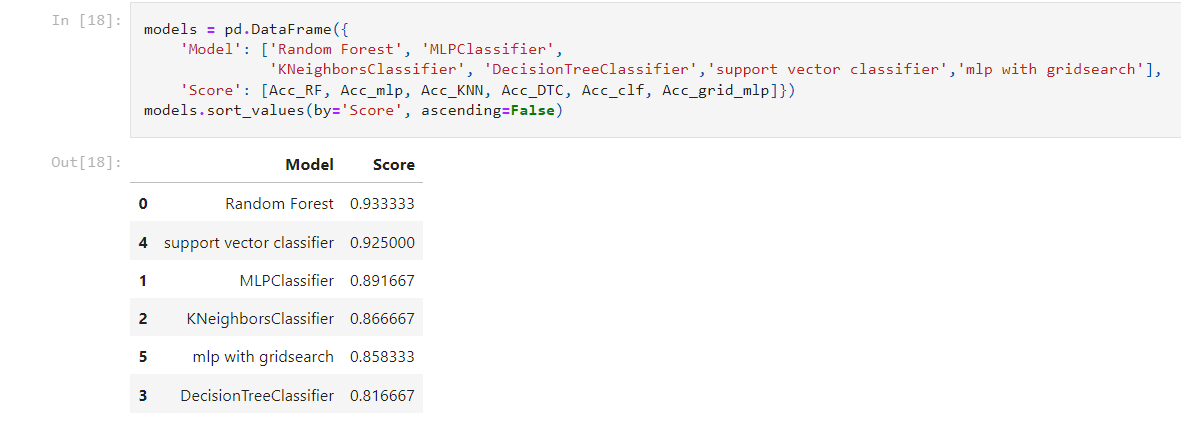 In [18]:
models = pd.DataFrame({
'Model': ['Random Forest', 'MLPClassifier',
'KNeighborsClassifier', 'DecisionTreeClassifier','support vector classifier','mlp with gridsearch'],
'Score': [Acc_RF, Acc_mlp, Acc_KNN, Acc_DTC, Acc_clf, Acc_grid_mlp]})
models.sort_values(by='Score', ascending=False)
Out[18]:
Model Score
0 Random Forest 0.933333
4 support vector classifier 0.925000
1 MLPClassifier 0.891667
2 KNeighborsClassifier 0.866667
5 mlp with gridsearch 0.858333
3 DecisionTreeClassifier 0.816667